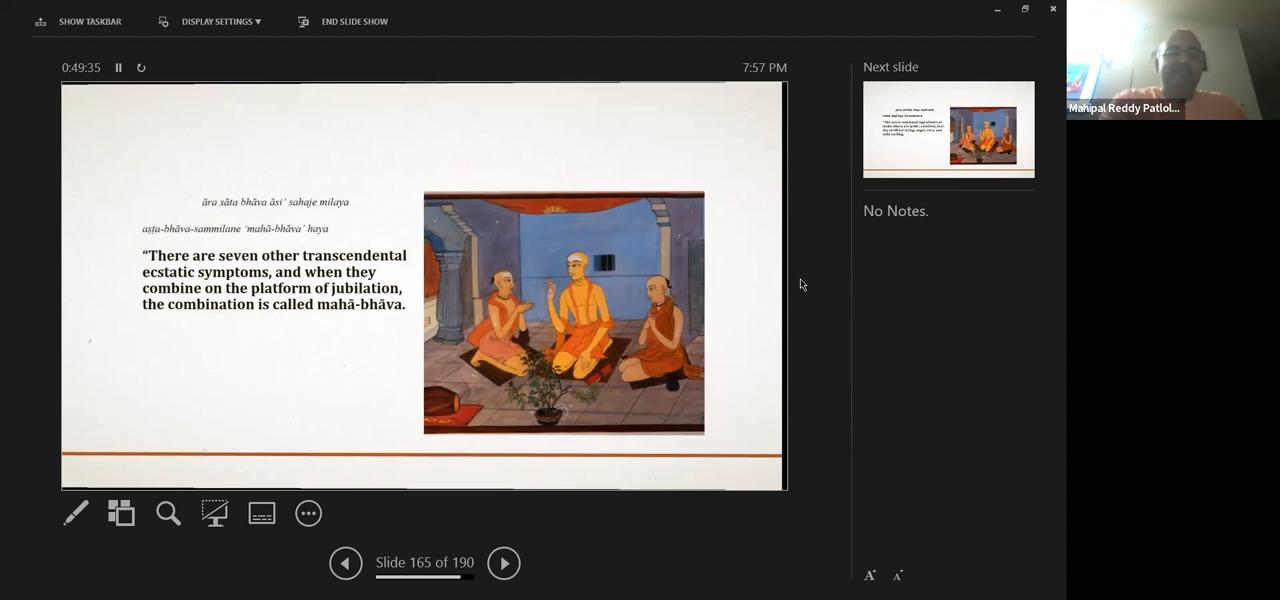 SHOW TASKBAR
DISPLAY SETTINGS ▼
END SLIDE SHOW
0:49:35
7:57 PM
āra sāta bhāva āsi' sahaje milaya
aṣṭa-bhāva-sammilane 'mahā-bhāva' haya
“There are seven other transcendental
ecstatic symptoms, and when they
combine on the platform of jubilation,
the combination is called mahā-bhāva.
Slide 165 of 190
Next slide
No Notes.
A A
Mahipal Reddy Patlol...